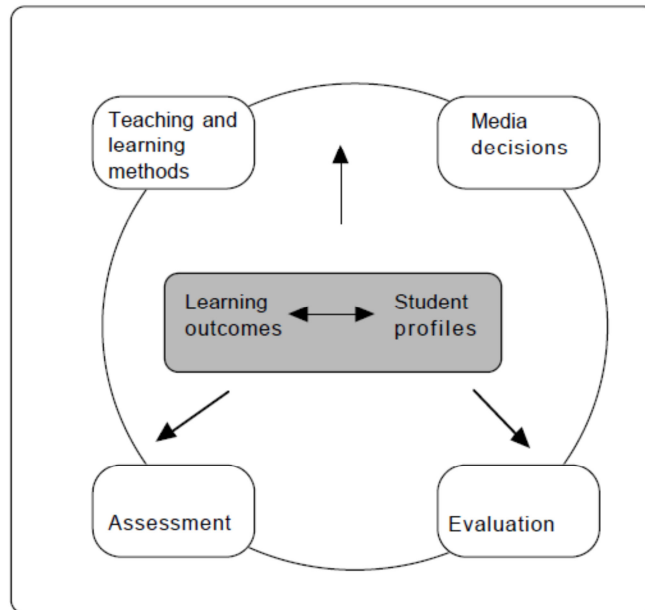 Teaching and
learning
methods
Media
decisions
Learning
outcomes
Student
profiles
Assessment
Evaluation